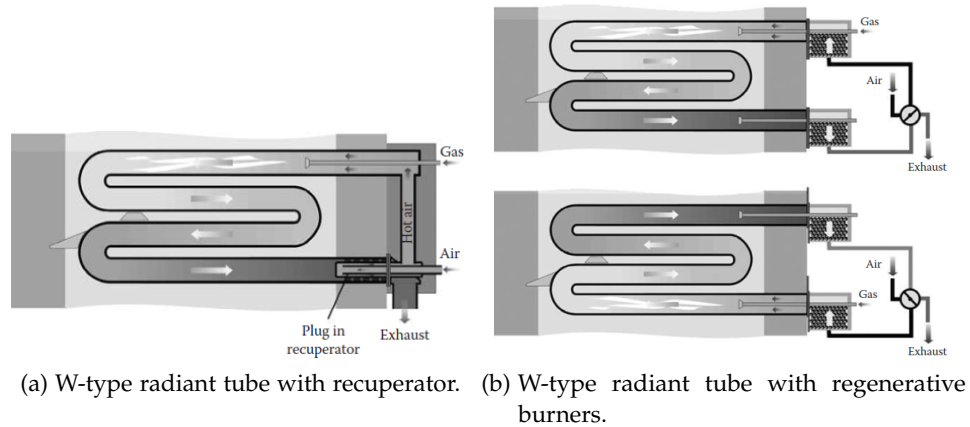 Gas
Hot air
Air
Plug in
recuperator
Exhaust
(a) W-type radiant tube with recuperator.
Gas
Air
Exhaust
Air
Gas
Exhaust
(b) W-type radiant tube with regenerative
burners.